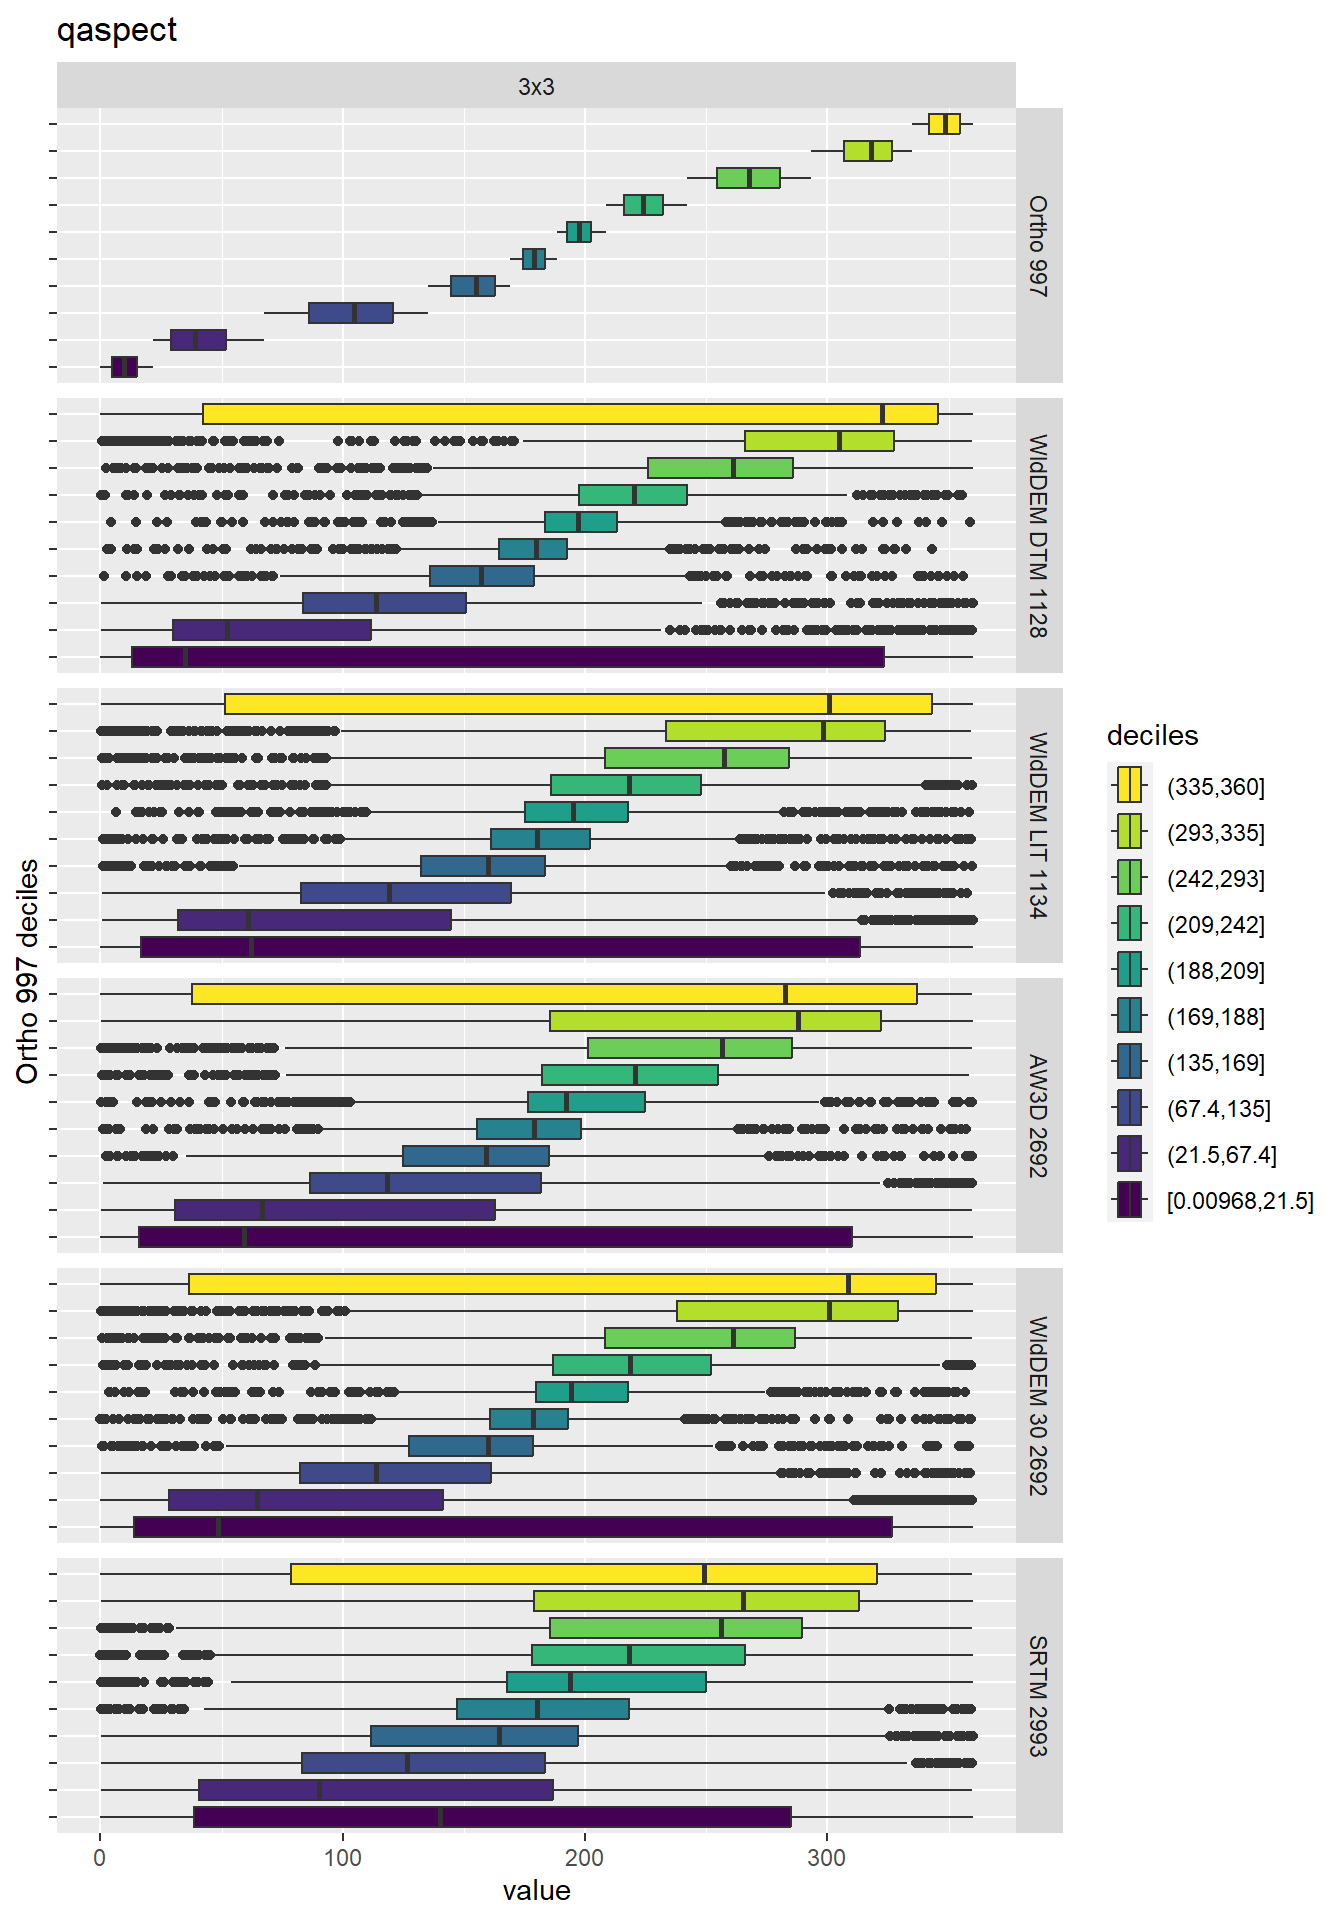 qaspect
3x3
Ortho 997
WldDEM DTM 1128
WldDEM LIT 1134
AW3D 2692
WldDEM 30 2692
SRTM 2993
Ortho 997 deciles
0
100
200
300
value
deciles
(335,360]
(293,335]
(242,293]
(209,242]
(188,209]
(169,188]
(135,169]
(67.4,135]
(21.5,67.4]
[0.00968,21.5]